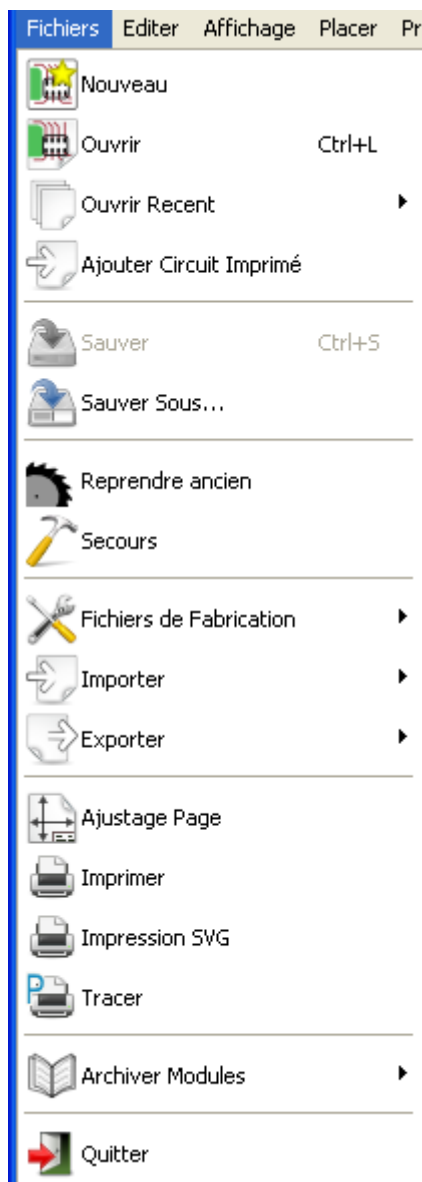 Fichiers Editer Affichage Placer Pr
Nouveau
Ouvrir Ctrl+L
Ouvrir Recent
Ajouter Circuit Imprimé
Sauver Ctrl+S
Sauver Sous...
Reprendre ancien
Secours
Fichiers de Fabrication
Importer
Exporter
Ajustage Page
Imprimer
Impression SVG
P
Tracer
Archiver Modules
Quitter